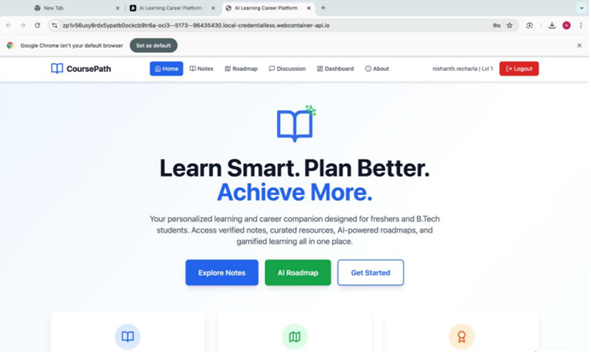 New Tab
AI Learning Career Platform -
AI Learning Career Platform
zp1v56uxy8rdx5ypatb0ockcb9tr6a-oci3--5173--96435430.local-credentialless.webcontainer-api.io
Google Chrome isn't your default browser
Set as default
CoursePath
Home
Notes
Roadmap
Discussion
Dashboard
About
nishanth.recharla | Lvl 1
Logout
Learn Smart. Plan Better.
Achieve More.
Your personalized learning and career companion designed for freshers and B.Tech
students. Access verified notes, curated resources, AI-powered roadmaps, and
gamified learning all in one place.
Explore Notes
AI Roadmap
Get Started